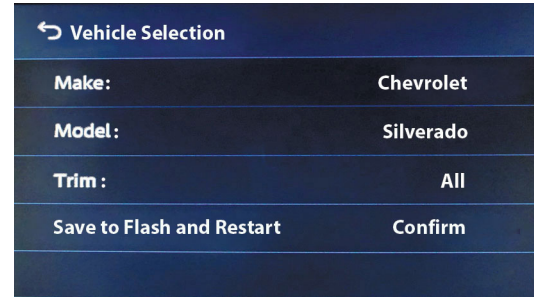 Vehicle Selection
Make: Chevrolet
Model: Silverado
Trim: All
Save to Flash and Restart Confirm